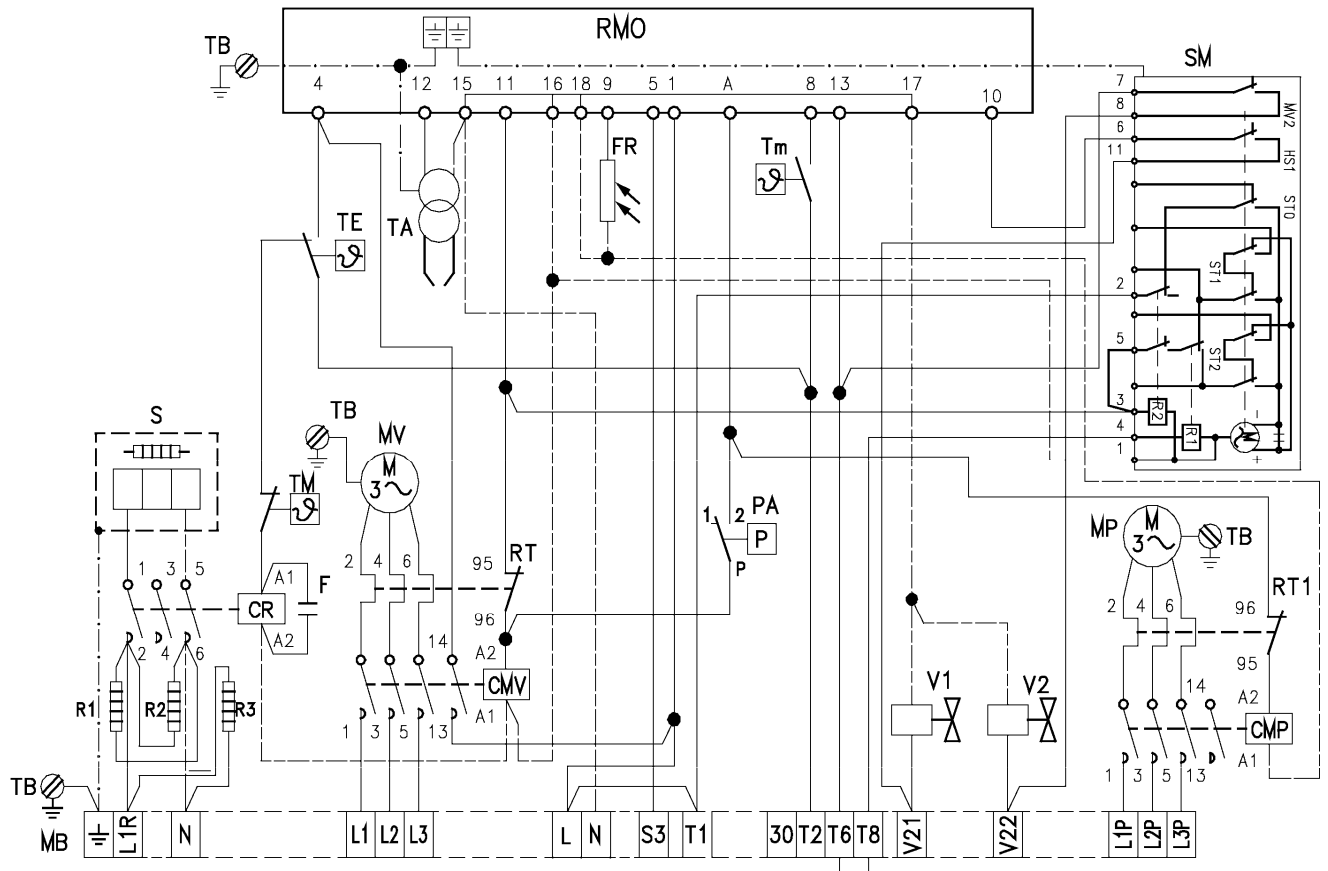 RMO
TB
SM
4 12 15 11 16 18 9 5 1 A 8 13 17 10
7
8
6
11
2
5
3
4
1
MV2
HS1
ST0
ST1
ST2
R2
R1
M
- +
FR
Tm
TE
TA
S
TB
MV
M
3
TM
1 2 PA
P
P
MP
M
3
TB
RT1
2 4 6
95 RT
96
1 3 5
A1 F
CR
A2
2 4 6
2 4 6
96
95
14 A2
CMV
A1
1 3 5 13
R1 R2 R3
V1 V2
14 A2
CMP
A1
1 3 5 13
TB
MB
L1R N L1 L2 L3 L N S3 T1 30 T2 T6 T8 V21 V22 L1P L2P L3P